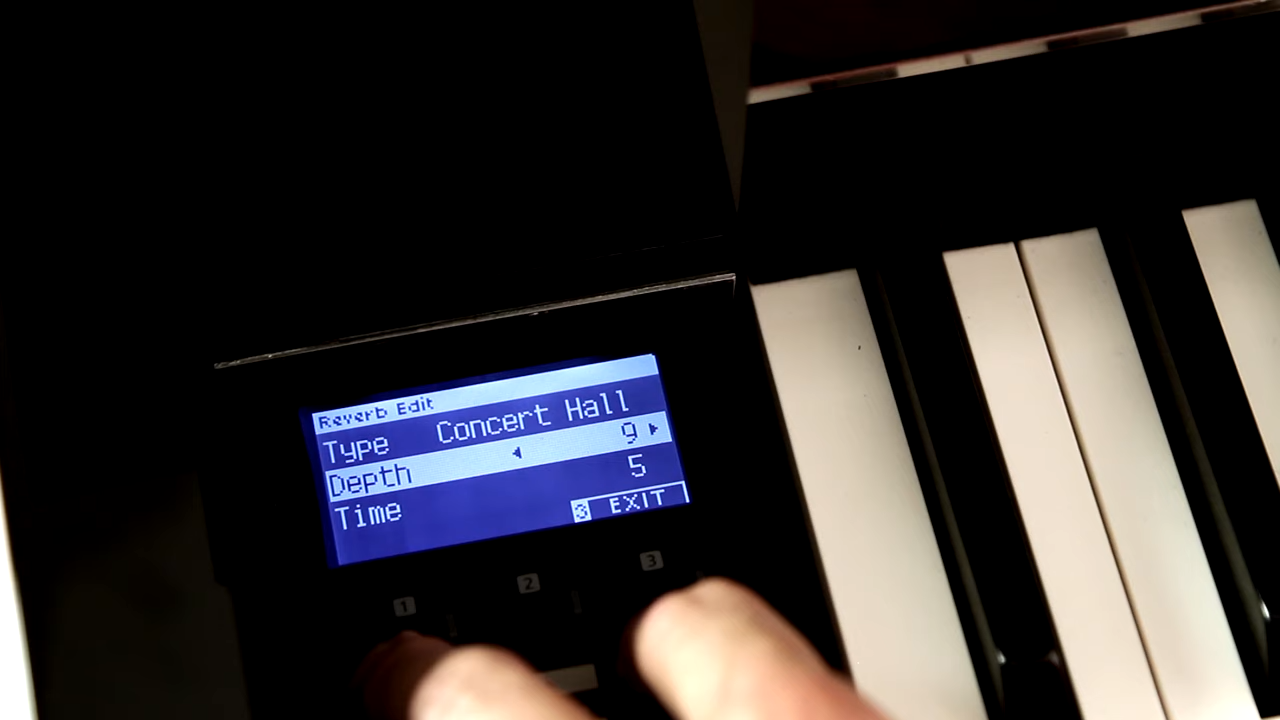 Reverb Edit
Type Concert Hall
Depth ◂ 9 ▸
Time 5
3 EXIT
1 2 3